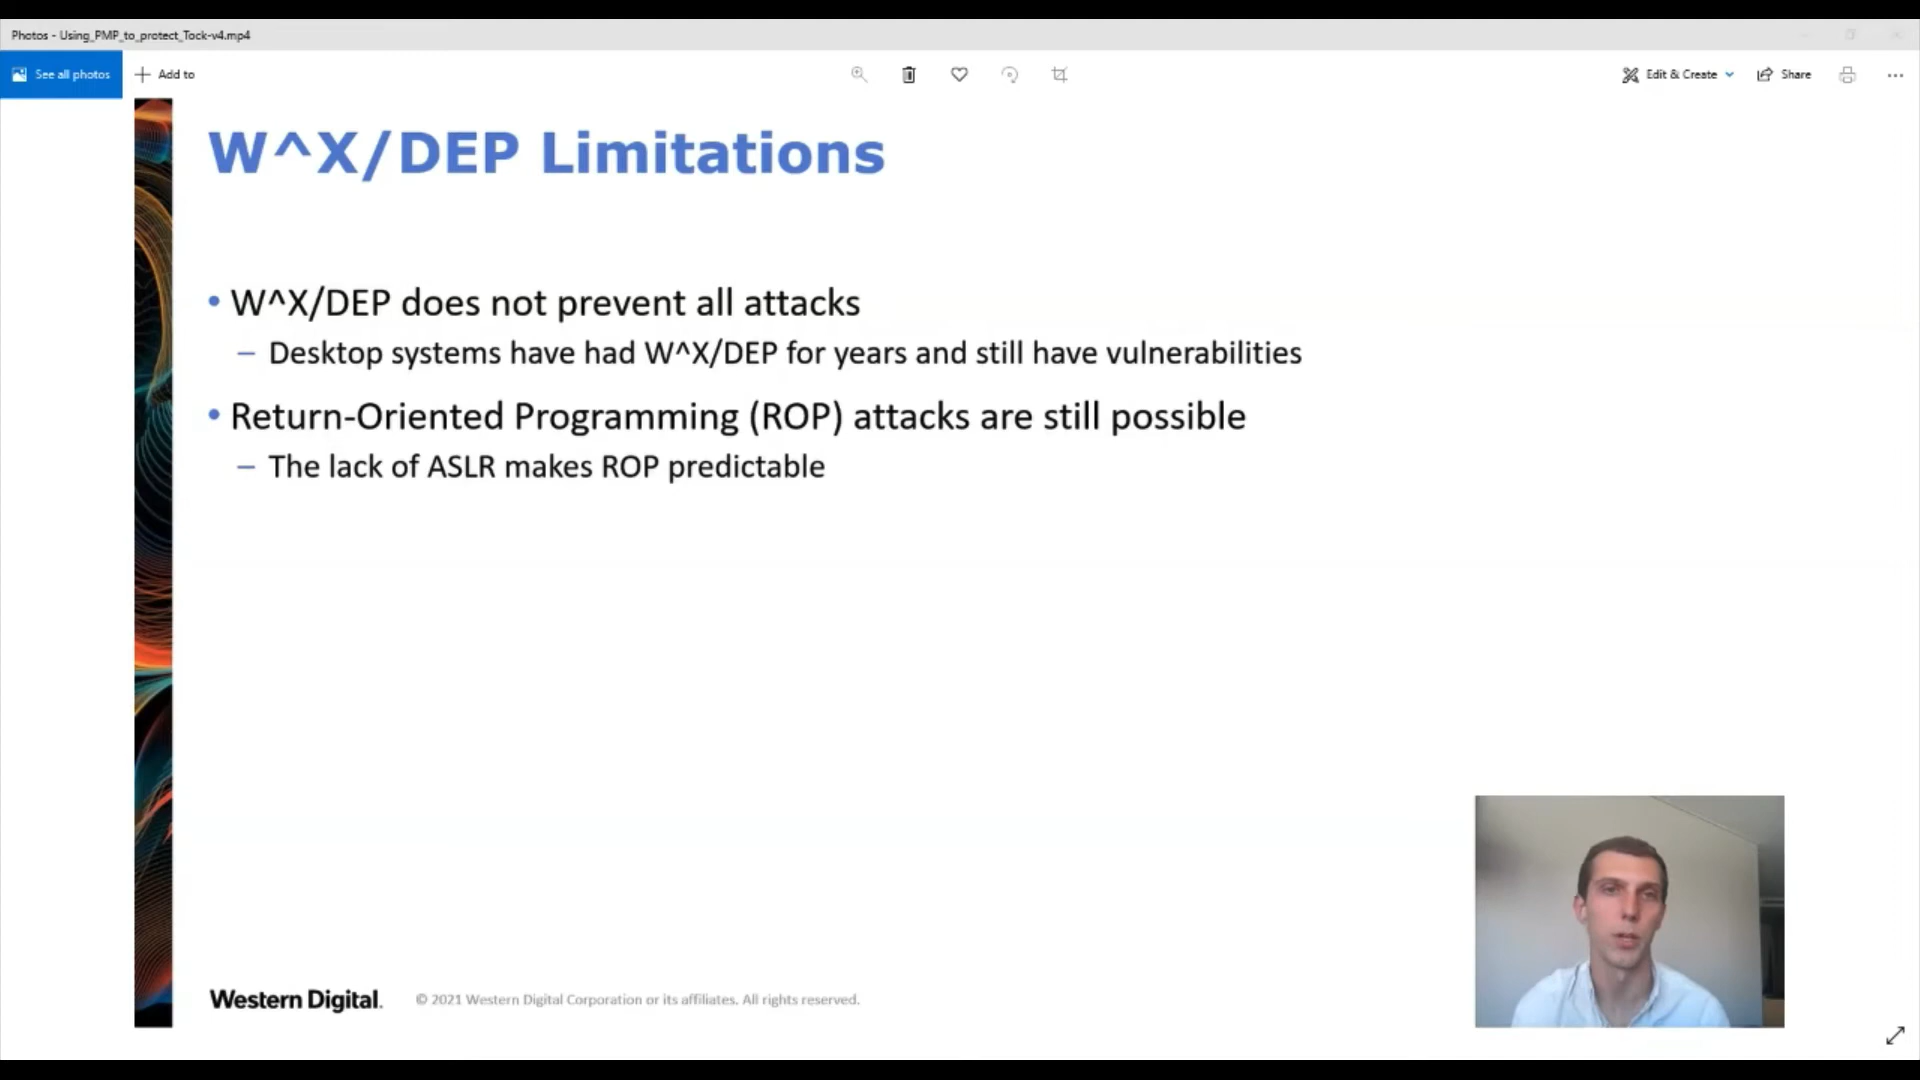 Photos - Using_PMP_to_protect_Tock-v4.mp4
See all photos
Add to
Edit & Create
Share
W^X/DEP Limitations
• W^X/DEP does not prevent all attacks
– Desktop systems have had W^X/DEP for years and still have vulnerabilities
• Return-Oriented Programming (ROP) attacks are still possible
– The lack of ASLR makes ROP predictable
Western Digital.
© 2021 Western Digital Corporation or its affiliates. All rights reserved.